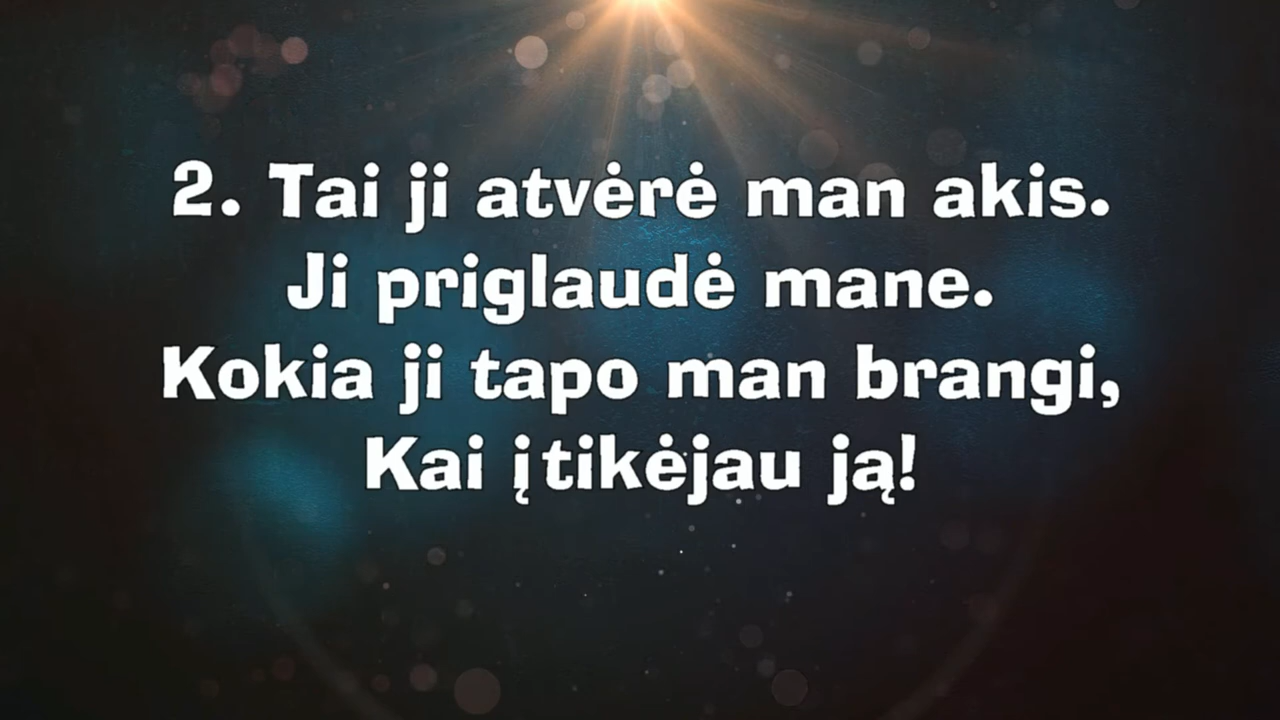 2. Tai ji atvėrė man akis.
Ji priglaudė mane.
Kokia ji tapo man brangi,
Kai įtikėjau ją!